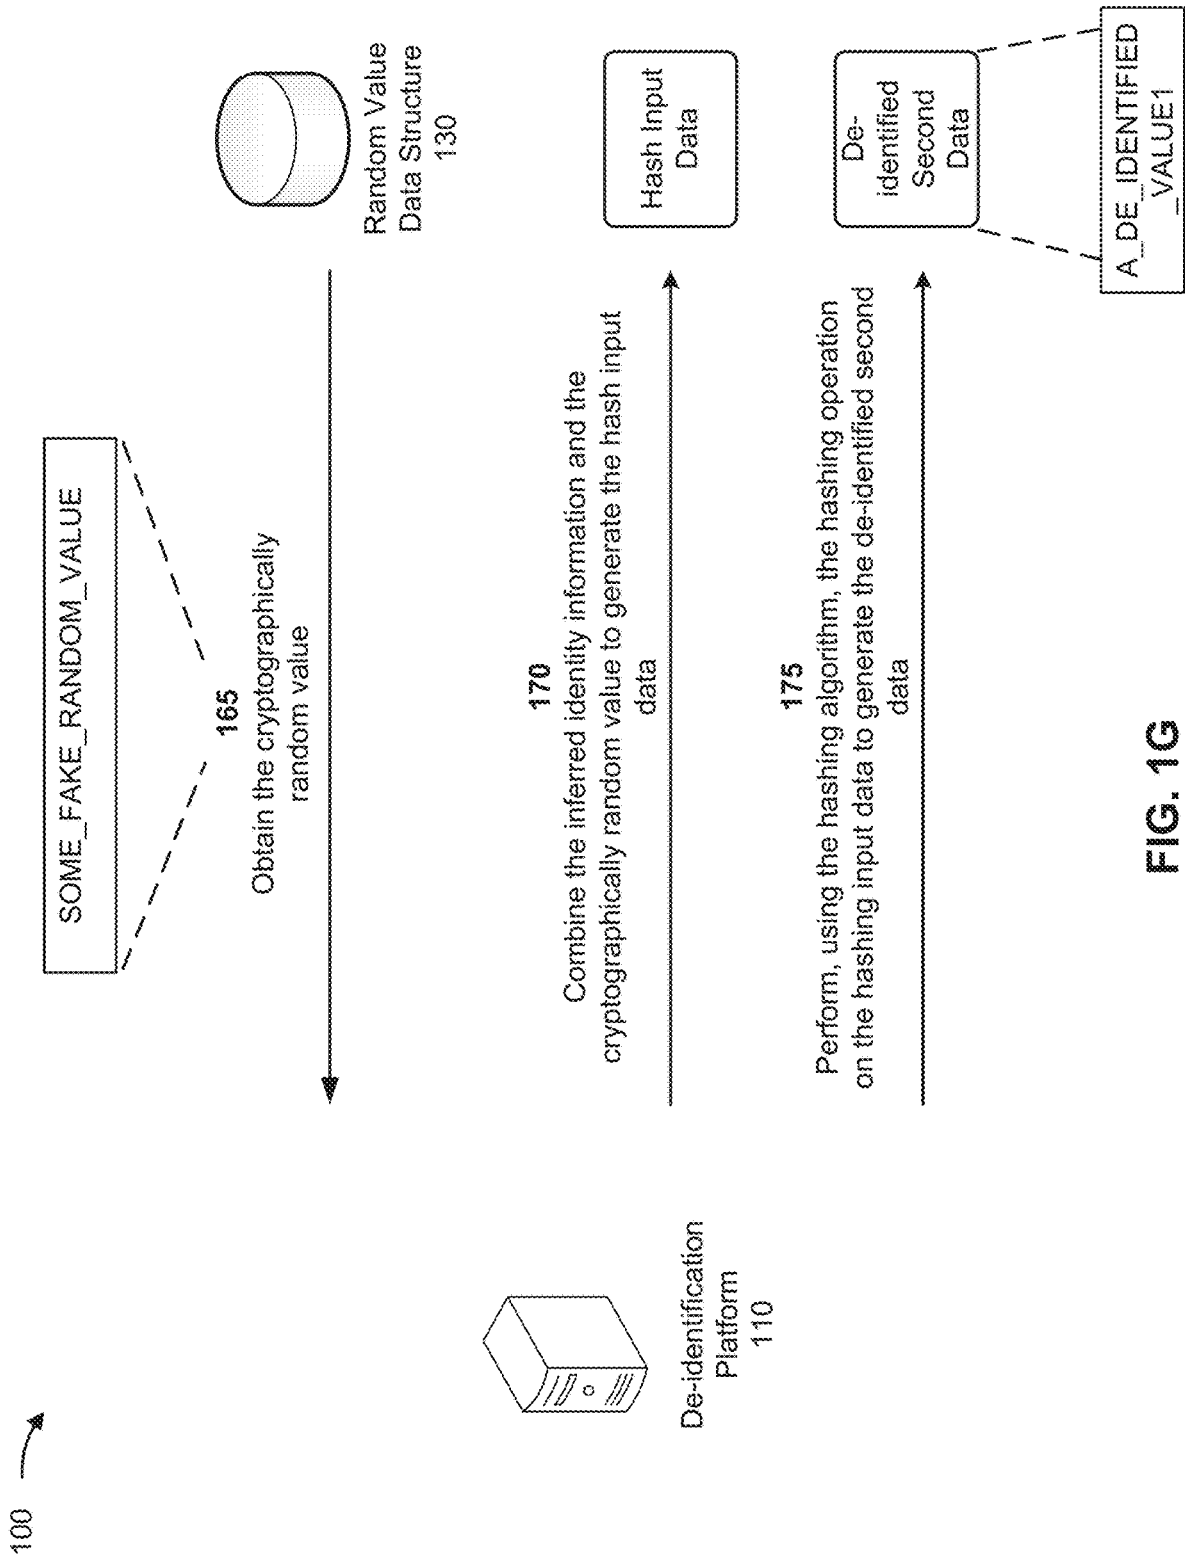 100
SOME_FAKE_RANDOM_VALUE
165
Obtain the cryptographically
random value
Random Value
Data Structure
130
De-identification
Platform
110
170
Combine the inferred identity information and the
cryptographically random value to generate the hash input
data
Hash Input
Data
175
Perform, using the hashing algorithm, the hashing operation
on the hashing input data to generate the de-identified second
data
De-
identified
Second
Data
A_DE_IDENTIFIED
_VALUE1
FIG. 1G